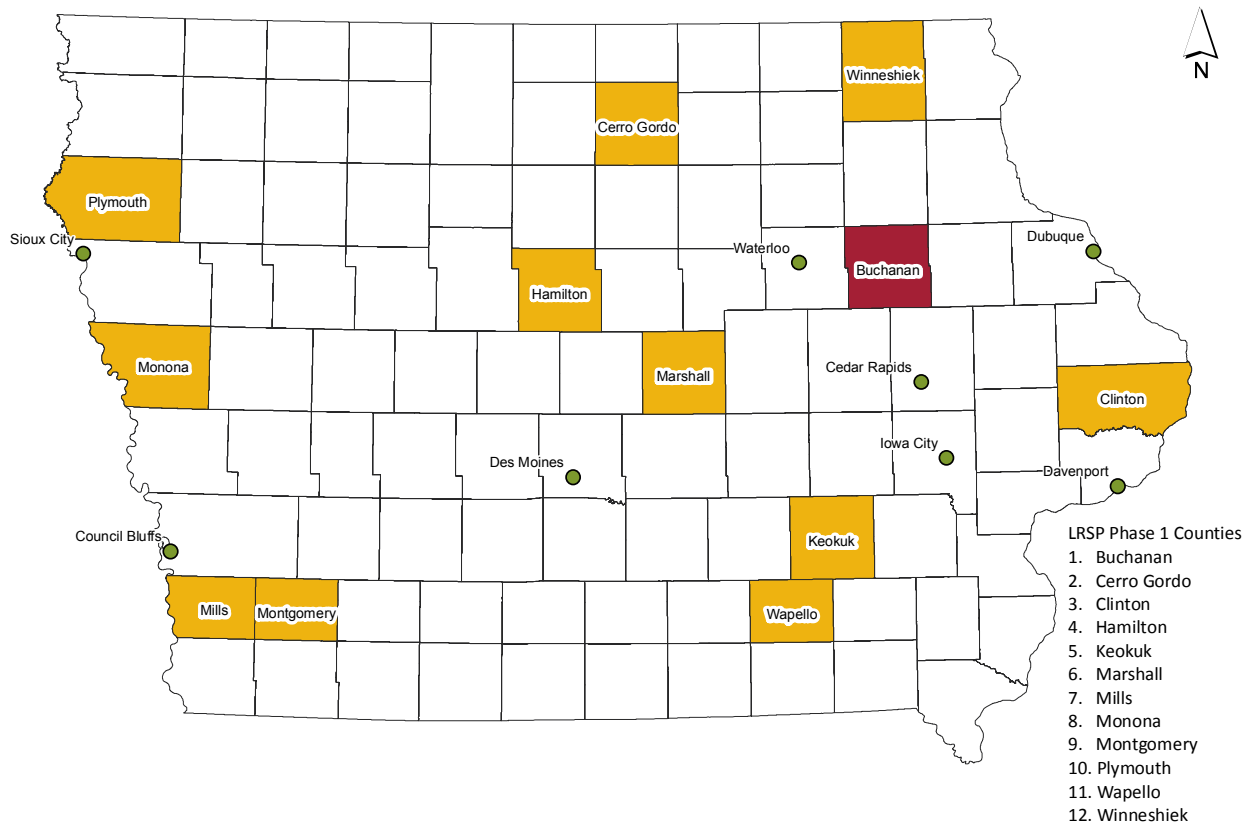 N
Winneshiek
Cerro Gordo
Plymouth
Sioux City
Waterloo
Dubuque
Buchanan
Hamilton
Monona
Marshall
Cedar Rapids
Clinton
Iowa City
Des Moines
Davenport
Council Bluffs
Keokuk
Mills
Montgomery
Wapello
LRSP Phase 1 Counties
1. Buchanan
2. Cerro Gordo
3. Clinton
4. Hamilton
5. Keokuk
6. Marshall
7. Mills
8. Monona
9. Montgomery
10. Plymouth
11. Wapello
12. Winneshiek